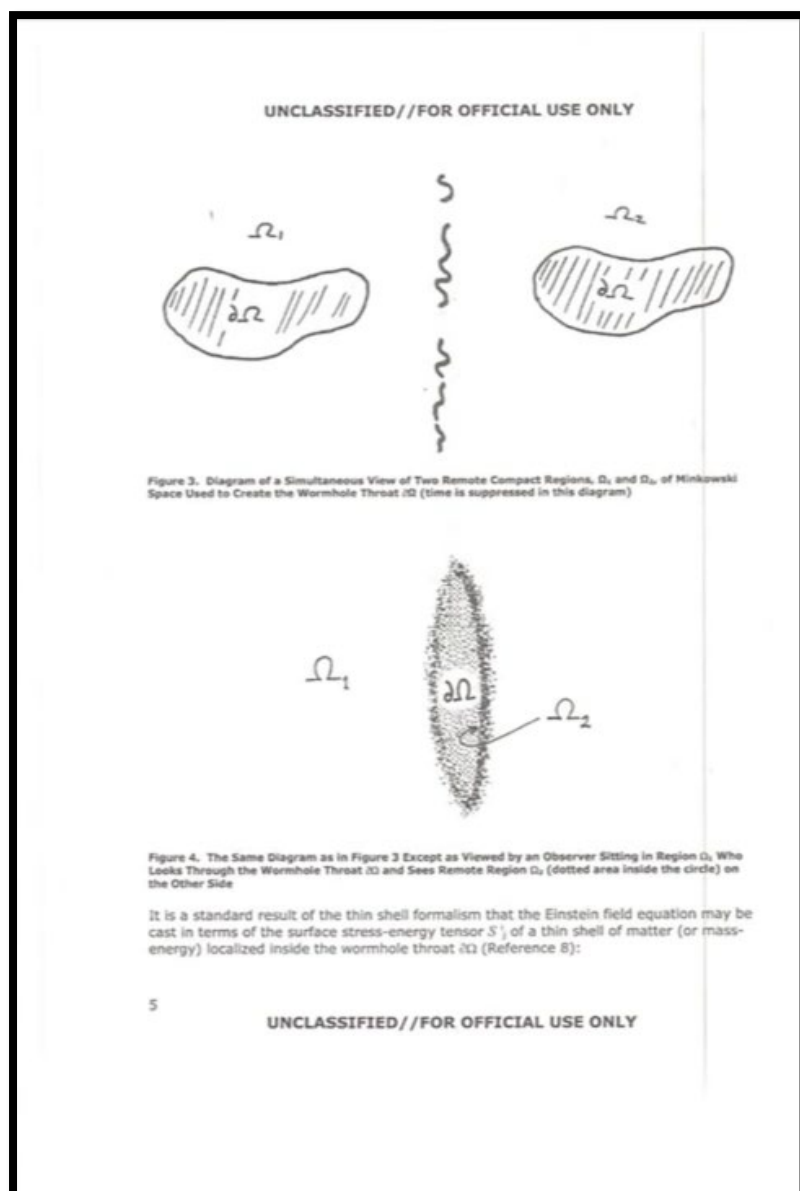 UNCLASSIFIED//FOR OFFICIAL USE ONLY
Ω₁
Ω₂
∂Ω
∂Ω
Figure 3. Diagram of a Simultaneous View of Two Remote Compact Regions, Ω₁ and Ω₂, of Minkowski
Space Used to Create the Wormhole Throat ∂Ω (time is suppressed in this diagram)
Ω₁
∂Ω
Ω₂
Figure 4. The Same Diagram as in Figure 3 Except as Viewed by an Observer Sitting in Region Ω₁ Who
Looks Through the Wormhole Throat ∂Ω and Sees Remote Region Ω₂ (dotted area inside the circle) on
the Other Side
It is a standard result of the thin shell formalism that the Einstein field equation may be
cast in terms of the surface stress-energy tensor Sⁱⱼ of a thin shell of matter (or mass-
energy) localized inside the wormhole throat ∂Ω (Reference 8):
5
UNCLASSIFIED//FOR OFFICIAL USE ONLY